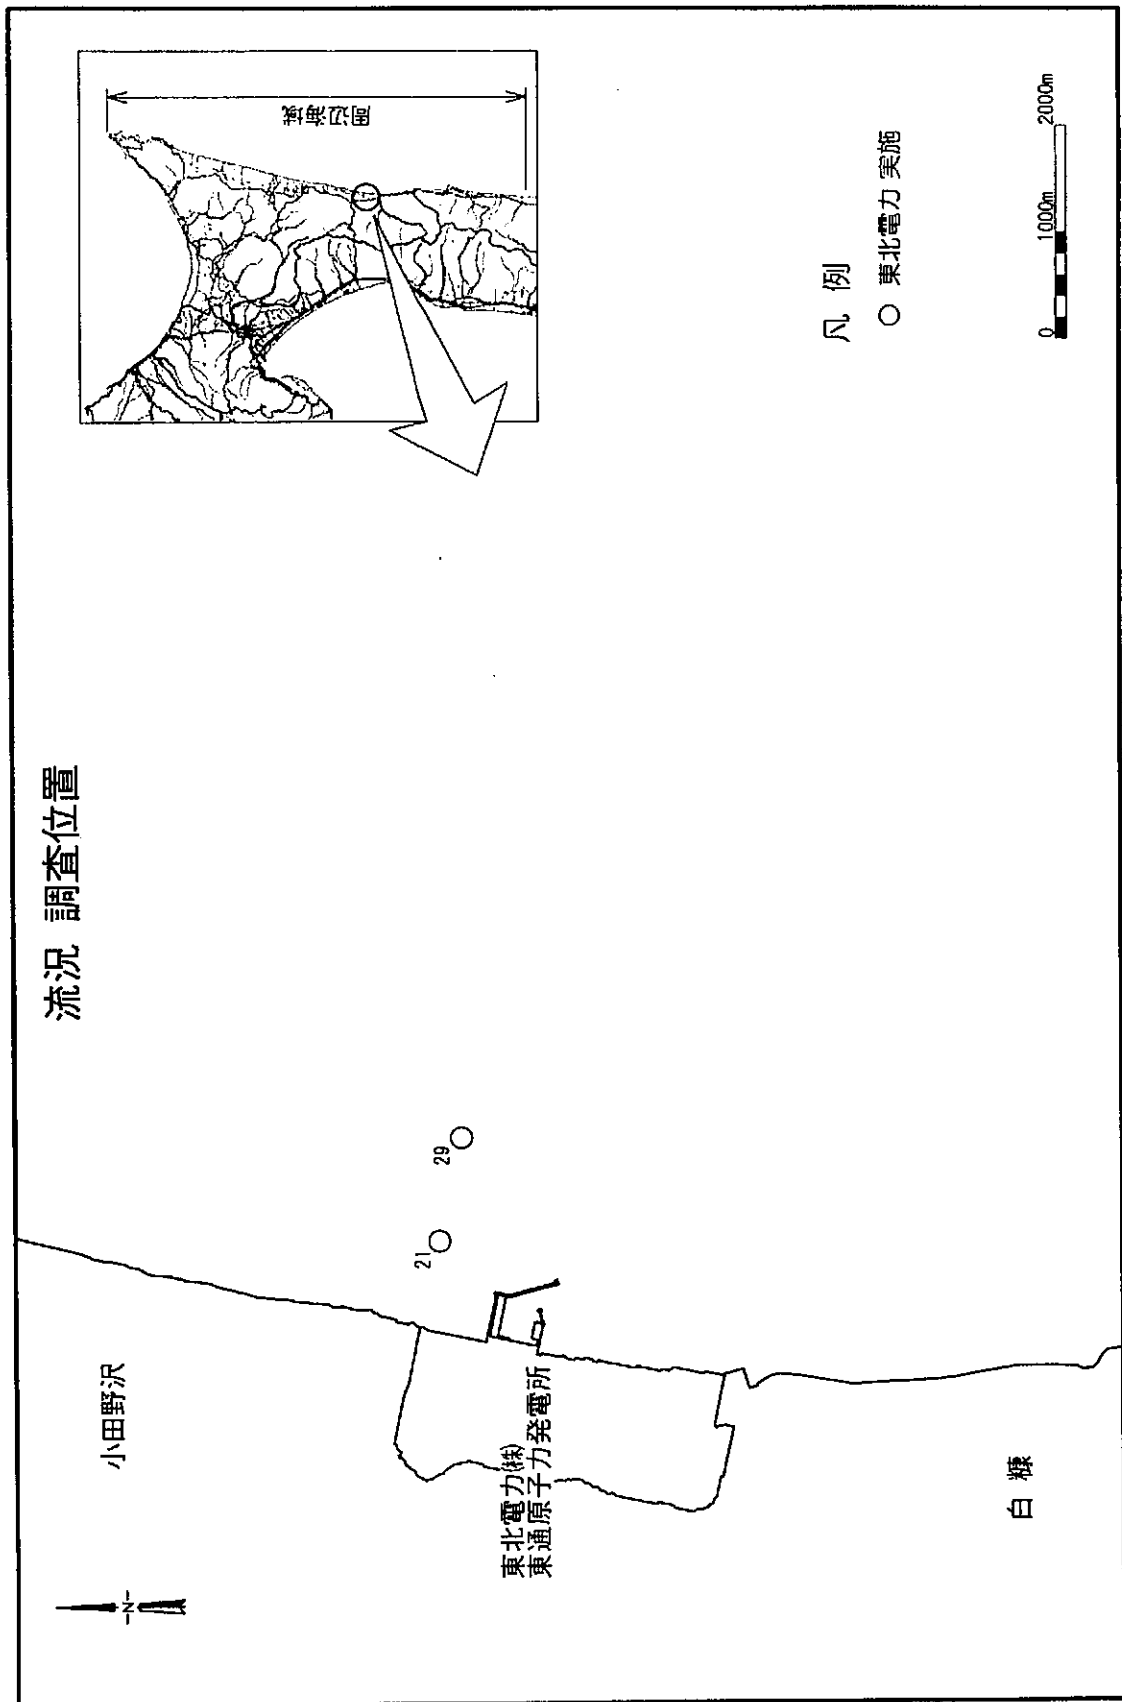 流況 調査位置
周辺海域
小田野沢
21
29
東北電力㈱
東通原子力発電所
白 糠
凡 例
○ 東北電力 実施
0 1000m 2000m
N